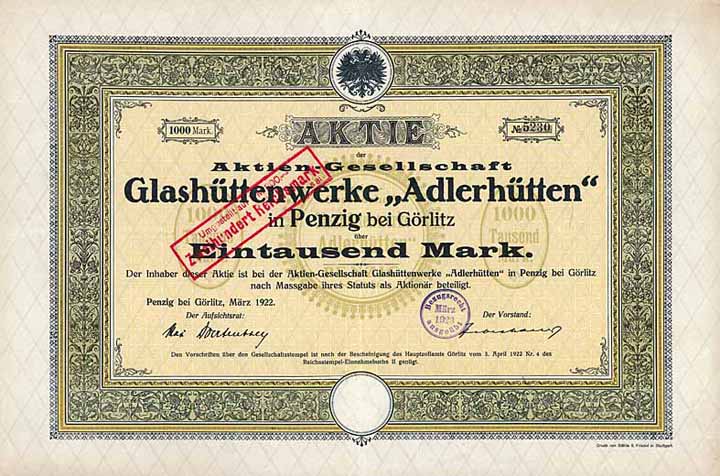 1000 Mark.
AKTIE
№ 5230
der
Aktien-Gesellschaft
Glashüttenwerke „Adlerhütten“
in Penzig bei Görlitz
über
Eintausend Mark.
1000
1000
Tausend
Adlerhütten
Zweihundert Reichsmark
Der Inhaber dieser Aktie ist bei der Aktien-Gesellschaft Glashüttenwerke „Adlerhütten“ in Penzig bei Görlitz
nach Massgabe ihres Statuts als Aktionär beteiligt.
Penzig bei Görlitz, März 1922.
Der Aufsichtsrat:
Der Vorstand:
Bezugsrecht
März
1923
ausgeübt
Den Vorschriften über den Gesellschaftsstempel ist nach der Bescheinigung des Hauptzollamts Görlitz vom 3. April 1922 Nr. 4 des
Reichsstempel-Einnahmebuchs II genügt.